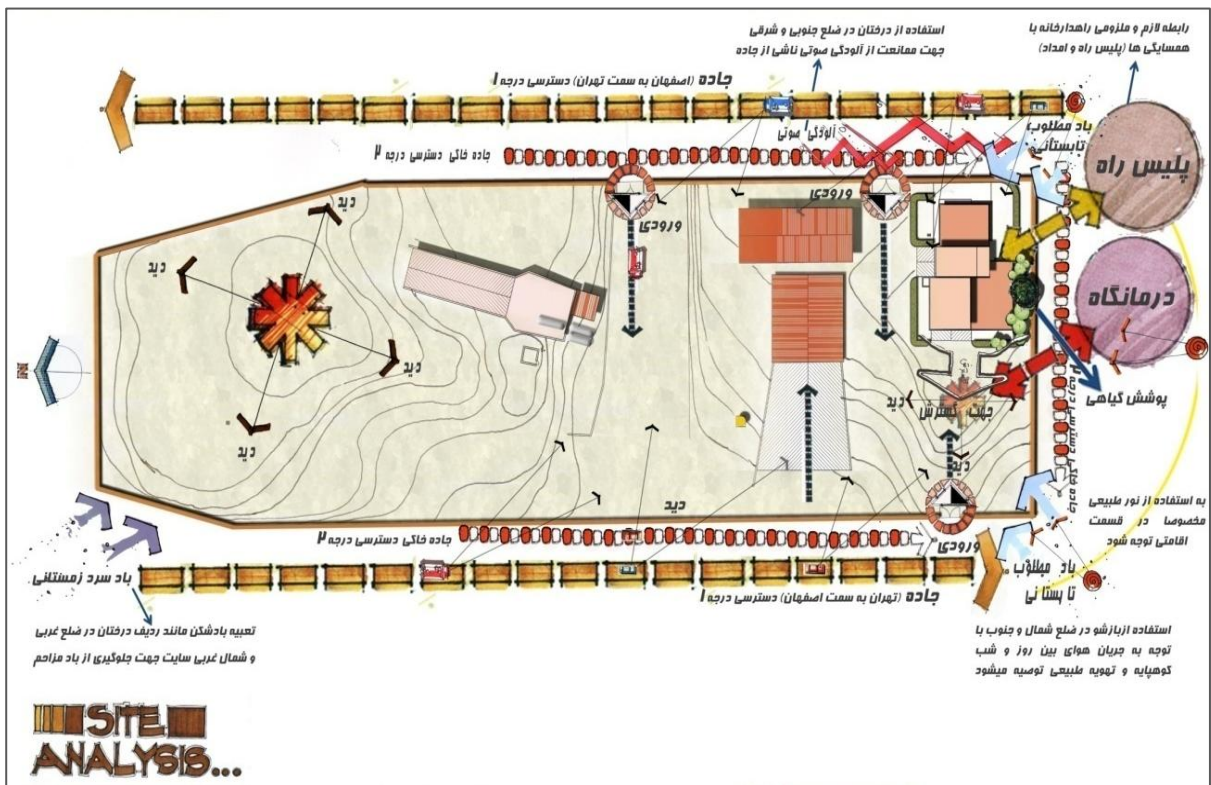 رابطه لازم و ملزومی راهدارخانه با
همسایگی ها (پلیس راه و امداد)
استفاده از درختان در ضلع جنوبی و شرقی
جهت ممانعت از آلودگی صوتی ناشی از جاده
جاده (اصفهان به سمت تهران) دسترسی درجه ۱
باد مطلوب
تابستانی
آلودگی صوتی
جاده خاکی دسترسی درجه ۲
پلیس راه
ورودی
ورودی
دید
دید
دید
دید
درمانگاه
N
پوشش گیاهی
جهت گسترش
دید
دید
دید
به استفاده از نور طبیعی
مخصوصا در قسمت
اقامتی توجه شود
ورودی
جاده خاکی دسترسی درجه ۲
باد مطلوب
تابستانی
باد سرد زمستانی
جاده (تهران به سمت اصفهان) دسترسی درجه ۱
تعبیه بادشکن مانند ردیف درختان در ضلع غربی
و شمال غربی سایت جهت جلوگیری از باد مزاحم
استفاده ازبازشو در ضلع شمال و جنوب با
توجه به جریان هوای بین روز و شب
کوهپایه و تهویه طبیعی توصیه میشود
SITE
ANALYSIS...